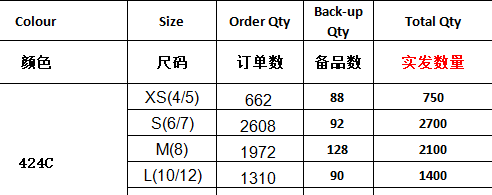 Colour Size Order Qty Back-up Qty Total Qty
颜色 尺码 订单数 备品数 实发数量
424C XS(4/5) 662 88 750
S(6/7) 2608 92 2700
M(8) 1972 128 2100
L(10/12) 1310 90 1400